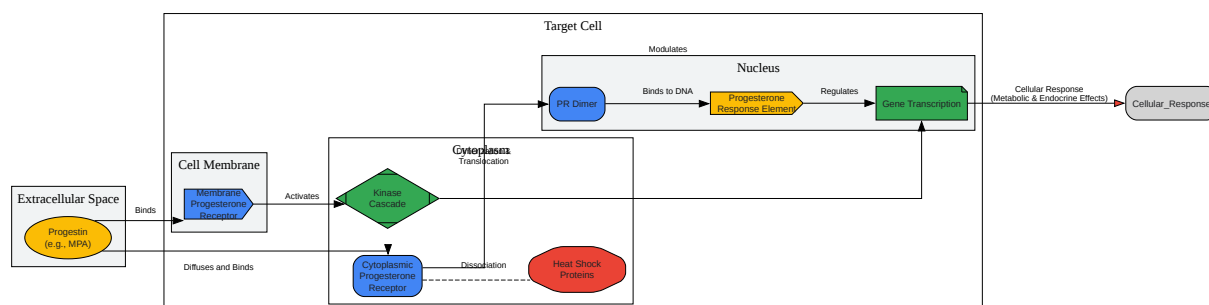 Target Cell
Modulates
Nucleus
PR Dimer
Binds to DNA
Progesterone
Response Element
Regulates
Gene Transcription
Cellular Response
(Metabolic & Endocrine Effects)
Cellular_Response
Cytoplasm
Translocation
Cell Membrane
Membrane
Progesterone
Receptor
Activates
Kinase
Cascade
Extracellular Space
Binds
Progestin
(e.g., MPA)
Diffuses and Binds
Cytoplasmic
Progesterone
Receptor
Dissociation
Heat Shock
Proteins